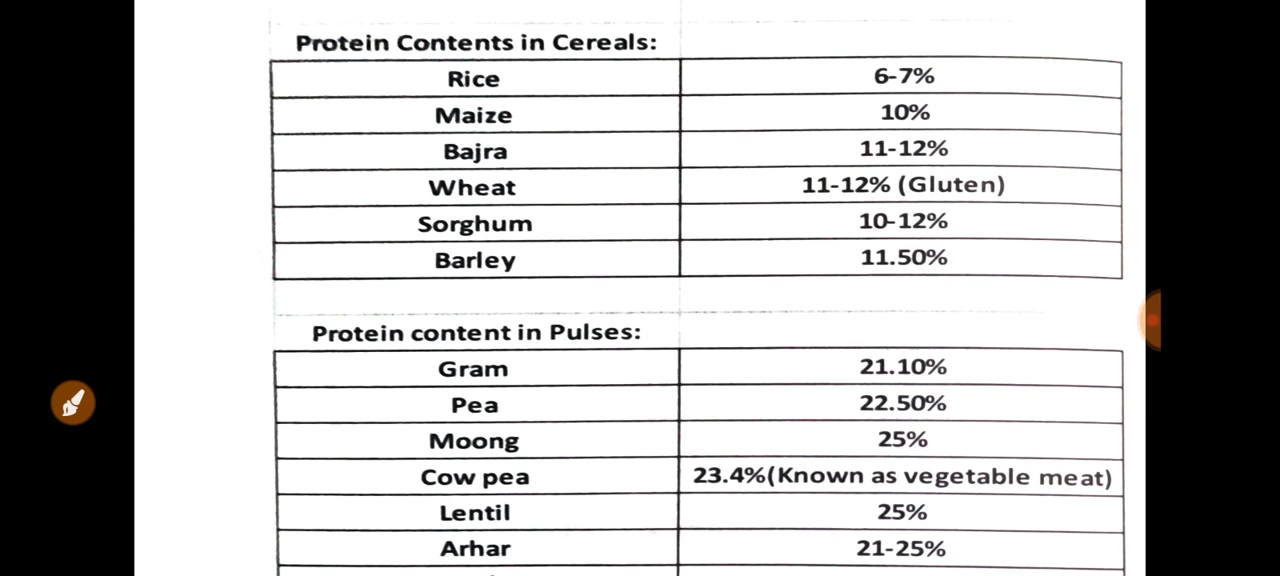 Protein Contents in Cereals:
Rice 6-7%
Maize 10%
Bajra 11-12%
Wheat 11-12% (Gluten)
Sorghum 10-12%
Barley 11.50%
Protein content in Pulses:
Gram 21.10%
Pea 22.50%
Moong 25%
Cow pea 23.4%(Known as vegetable meat)
Lentil 25%
Arhar 21-25%